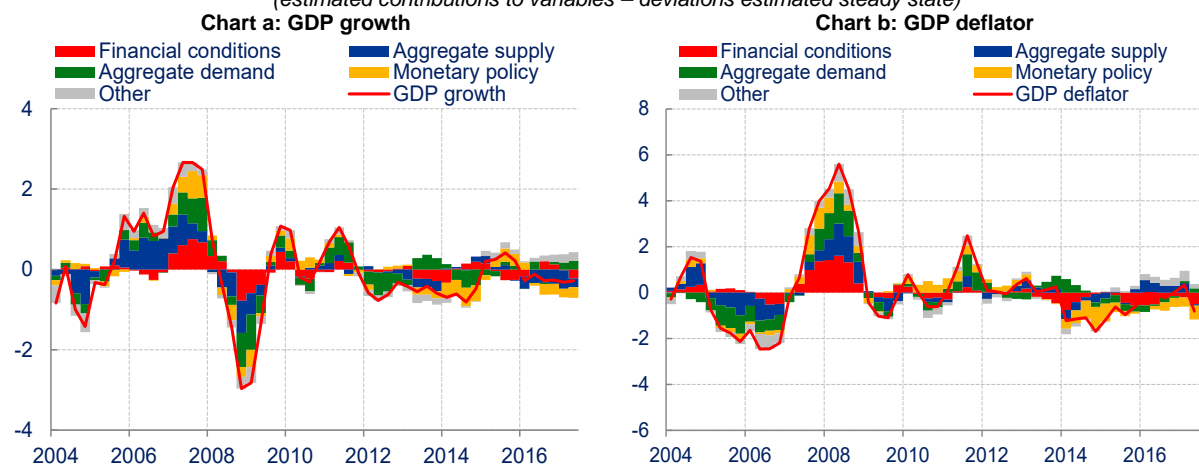 (estimated contributions to variables – deviations estimated steady state)
Chart a: GDP growth
Financial conditions Aggregate supply
Aggregate demand Monetary policy
Other GDP growth
4
2
0
-2
-4
2004 2006 2008 2010 2012 2014 2016
Chart b: GDP deflator
Financial conditions Aggregate supply
Aggregate demand Monetary policy
Other GDP deflator
8
6
4
2
0
-2
-4
-6
2004 2006 2008 2010 2012 2014 2016